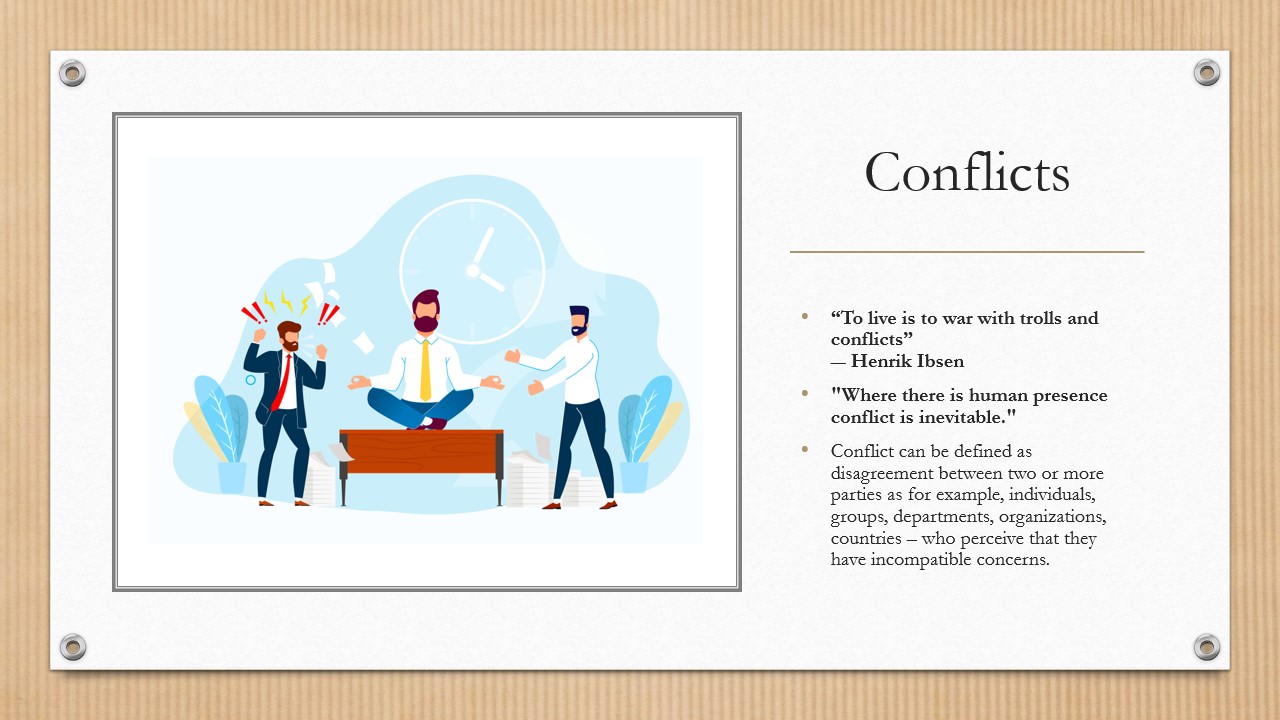 Conflicts
“To live is to war with trolls and
conflicts”
— Henrik Ibsen
"Where there is human presence
conflict is inevitable."
Conflict can be defined as
disagreement between two or more
parties as for example, individuals,
groups, departments, organizations,
countries – who perceive that they
have incompatible concerns.